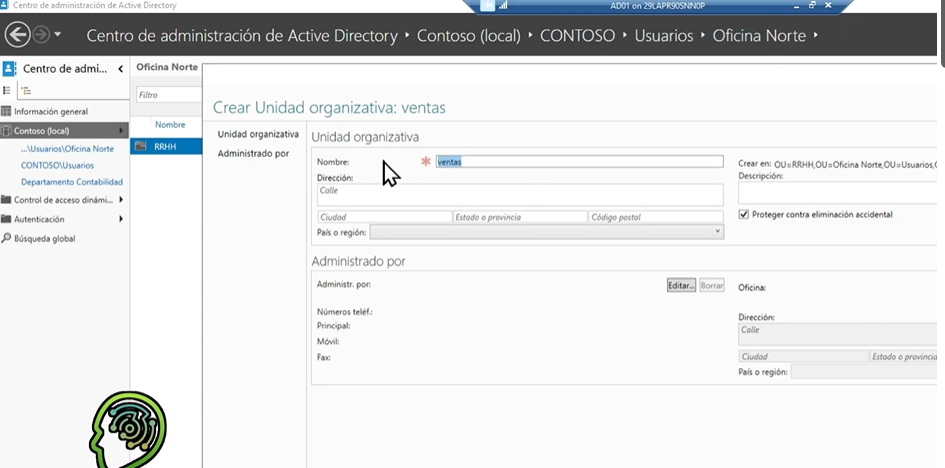 Centro de administración de Active Directory
AD01 on 29LAPR90SNN0P
Centro de administración de Active Directory • Contoso (local) • CONTOSO • Usuarios • Oficina Norte •
Centro de admi...
Oficina Norte
Filtro
Crear Unidad organizativa: ventas
Información general
Nombre
Contoso (local)
RRHH
...\Usuarios\Oficina Norte
CONTOSO\Usuarios
Departamento Contabilidad
Control de acceso dinámi...
Autenticación
Búsqueda global
Unidad organizativa
Administrado por
Unidad organizativa
Nombre:
ventas
Crear en: OU=RRHH,OU=Oficina Norte,OU=Usuarios,
Dirección:
Descripción:
Calle
Ciudad
Estado o provincia
Código postal
Proteger contra eliminación accidental
País o región:
Administrado por
Administr. por:
Editar...
Borrar
Oficina:
Números teléf.:
Principal:
Dirección:
Móvil:
Calle
Fax:
Ciudad
Estado o provincia
País o región: